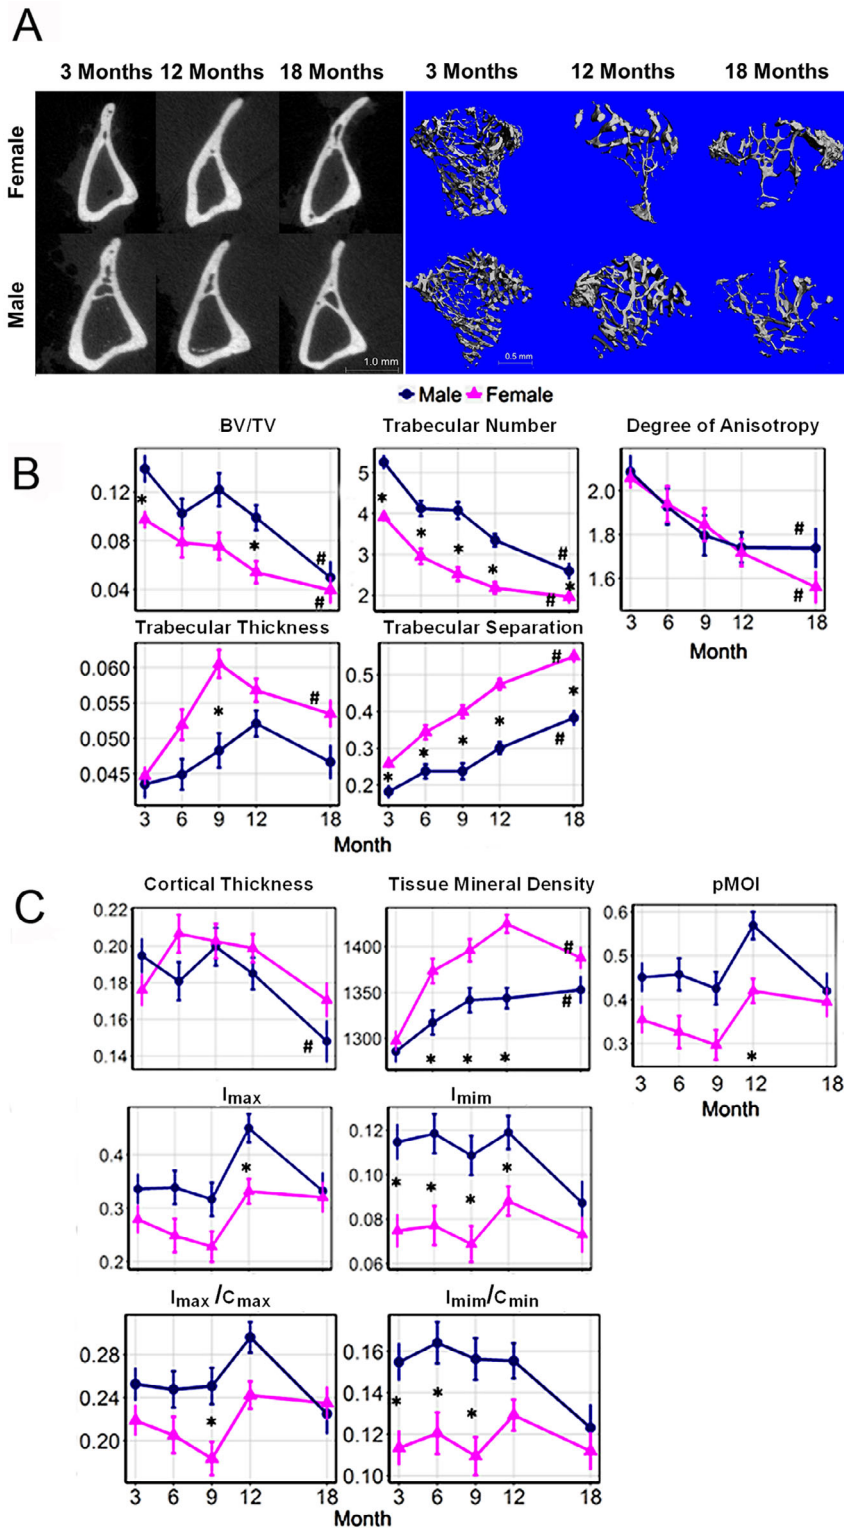 A
3 Months 12 Months 18 Months 3 Months 12 Months 18 Months
Female
Male
1.0 mm
0.5 mm
Male Female
B
BV/TV Trabecular Number Degree of Anisotropy
0.12
0.08
0.04
*
*
#
#
5
4
3
2
*
*
*
*
#
*
#
2.0
1.8
1.6
#
#
3 6 9 12 18
Month
Trabecular Thickness Trabecular Separation
0.060
0.055
0.050
0.045
*
#
3 6 9 12 18
0.5
0.4
0.3
0.2
*
*
*
*
#
*
#
3 6 9 12 18
Month
C
Cortical Thickness Tissue Mineral Density pMOI
0.22
0.20
0.18
0.16
0.14
#
1400
1350
1300
* * *
#
#
0.6
0.5
0.4
0.3
*
3 6 9 12 18
Month
Imax Imim
0.4
0.3
0.2
*
0.12
0.10
0.08
0.06
* * * *
Imax /Cmax Imim/Cmin
0.28
0.24
0.20
*
3 6 9 12 18
0.16
0.14
0.12
0.10
* * *
3 6 9 12 18
Month